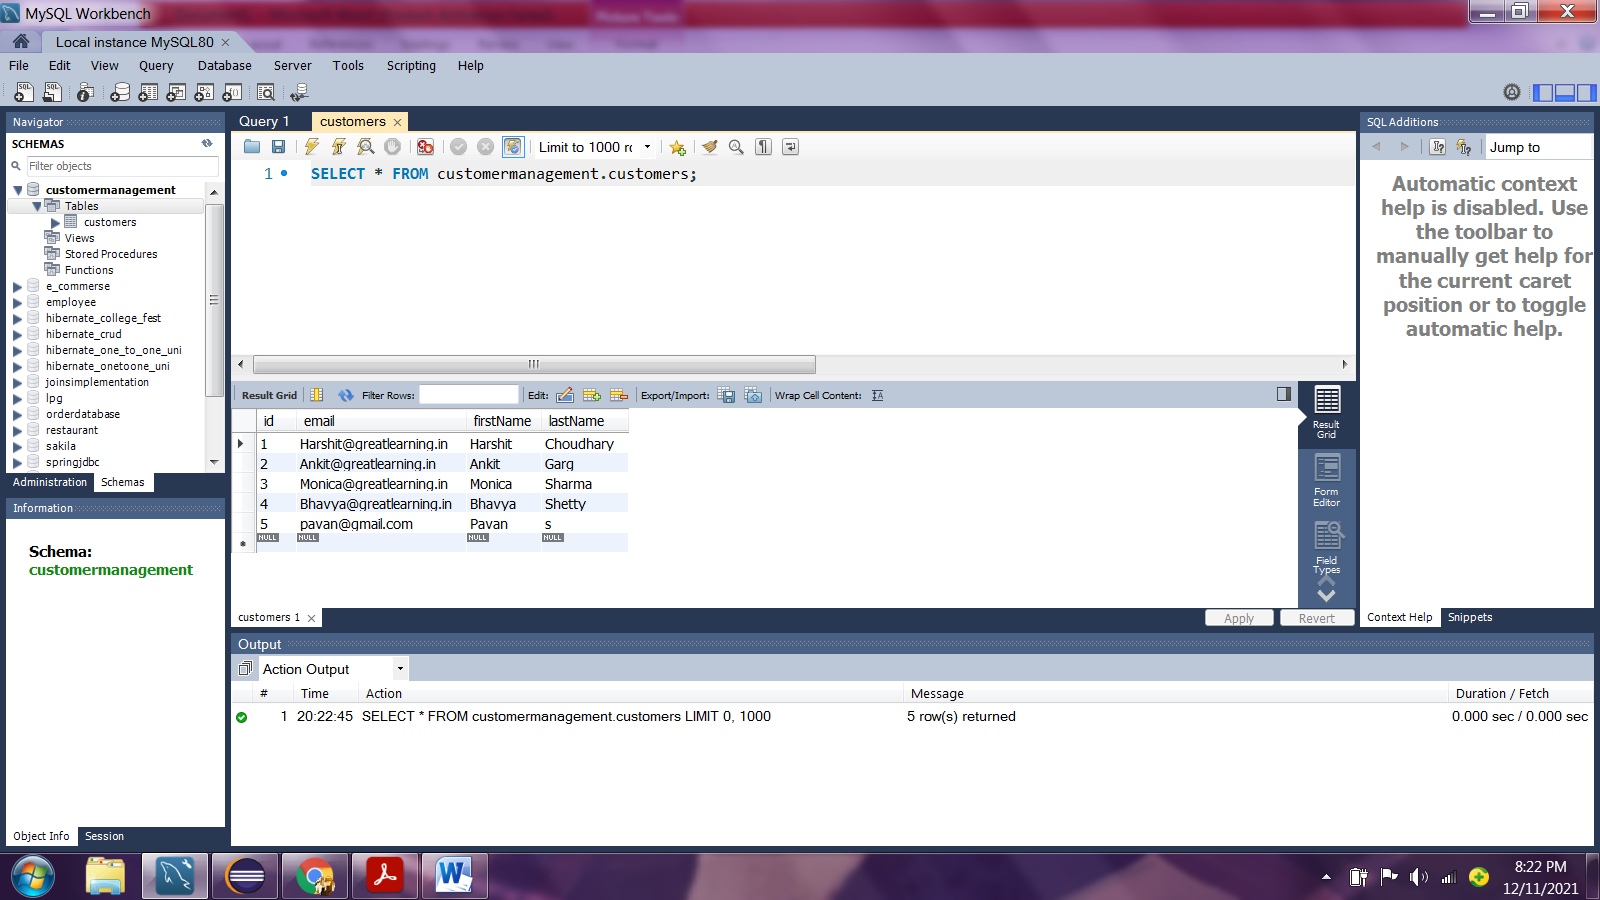 MySQL Workbench
Local instance MySQL80
File Edit View Query Database Server Tools Scripting Help
Navigator
SCHEMAS
Filter objects
customermanagement
Tables
customers
Views
Stored Procedures
Functions
e_commerse
employee
hibernate_college_fest
hibernate_crud
hibernate_one_to_one_uni
hibernate_onetoone_uni
joinsimplementation
lpg
orderdatabase
restaurant
sakila
springjdbc
Administration Schemas
Information
Schema:
customermanagement
Object Info Session
Query 1 customers
Limit to 1000 r
1 SELECT * FROM customermanagement.customers;
Result Grid Filter Rows: Edit: Export/Import: Wrap Cell Content:
id email firstName lastName
1 Harshit@greatlearning.in Harshit Choudhary
2 Ankit@greatlearning.in Ankit Garg
3 Monica@greatlearning.in Monica Sharma
4 Bhavya@greatlearning.in Bhavya Shetty
5 pavan@gmail.com Pavan s
NULL NULL NULL NULL
Result
Grid
Form
Editor
Field
Types
customers 1
Apply Revert
SQL Additions
Jump to
Automatic context
help is disabled. Use
the toolbar to
manually get help for
the current caret
position or to toggle
automatic help.
Context Help Snippets
Output
Action Output
# Time Action Message Duration / Fetch
1 20:22:45 SELECT * FROM customermanagement.customers LIMIT 0, 1000 5 row(s) returned 0.000 sec / 0.000 sec
8:22 PM
12/11/2021